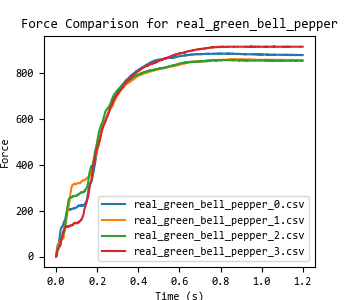 Force Comparison for real_green_bell_pepper
Force
800
600
400
200
0
real_green_bell_pepper_0.csv
real_green_bell_pepper_1.csv
real_green_bell_pepper_2.csv
real_green_bell_pepper_3.csv
0.0 0.2 0.4 0.6 0.8 1.0 1.2
Time (s)